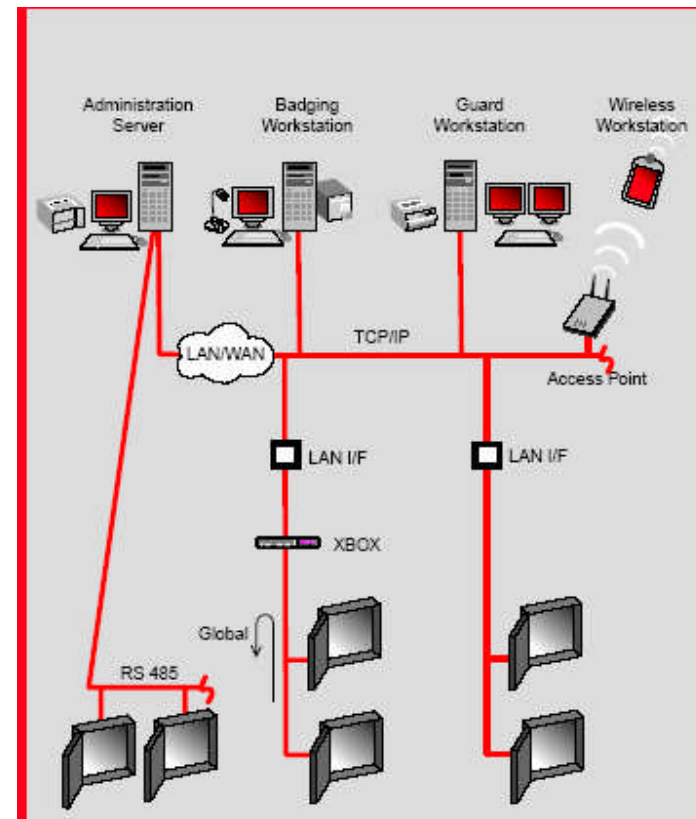 Administration
Server
Badging
Workstation
Guard
Workstation
Wireless
Workstation
LAN/WAN
TCP/IP
Access Point
LAN I/F
LAN I/F
XBOX
Global
RS 485